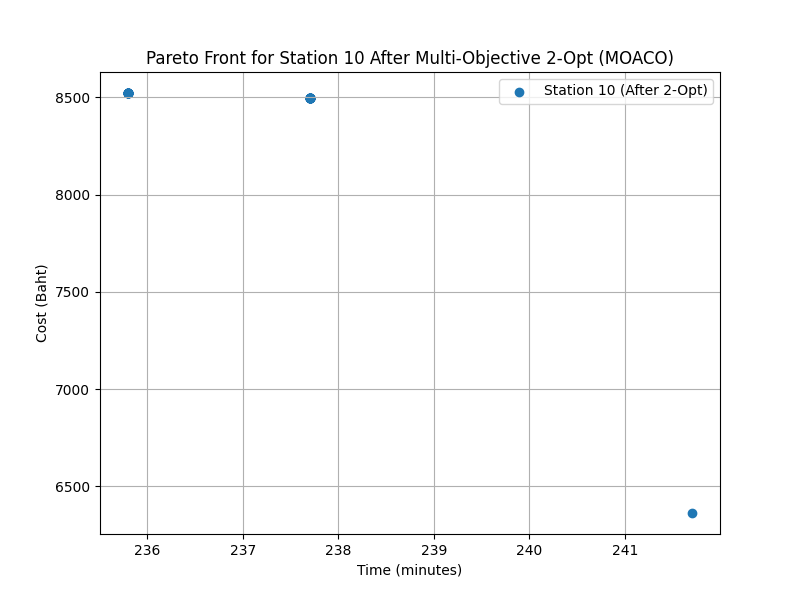 Pareto Front for Station 10 After Multi-Objective 2-Opt (MOACO)
Station 10 (After 2-Opt)
8500
8000
7500
7000
6500
Cost (Baht)
236 237 238 239 240 241
Time (minutes)